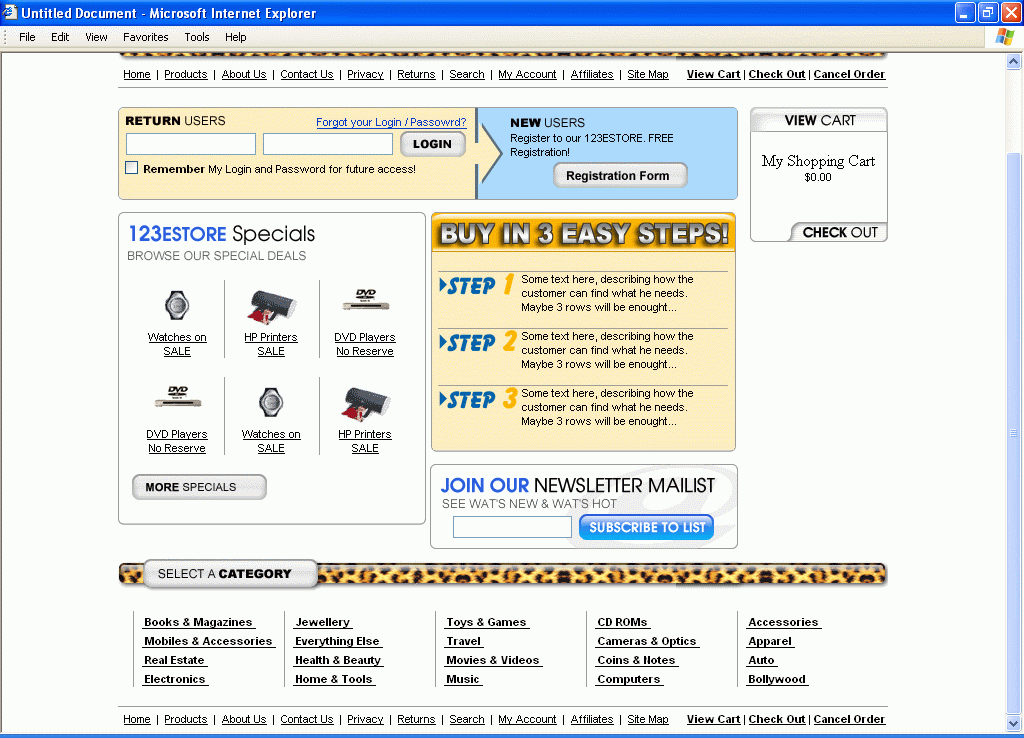 Untitled Document - Microsoft Internet Explorer
File Edit View Favorites Tools Help
Home | Products | About Us | Contact Us | Privacy | Returns | Search | My Account | Affiliates | Site Map View Cart | Check Out | Cancel Order
RETURN USERS Forgot your Login / Passowrd?
LOGIN
Remember My Login and Password for future access!
NEW USERS
Register to our 123ESTORE. FREE
Registration!
Registration Form
VIEW CART
My Shopping Cart
$0.00
CHECK OUT
123ESTORE Specials
BROWSE OUR SPECIAL DEALS
Watches on
SALE
HP Printers
SALE
DVD
DVD Players
No Reserve
DVD
DVD Players
No Reserve
Watches on
SALE
HP Printers
SALE
MORE SPECIALS
BUY IN 3 EASY STEPS!
STEP 1
Some text here, describing how the
customer can find what he needs.
Maybe 3 rows will be enought...
STEP 2
Some text here, describing how the
customer can find what he needs.
Maybe 3 rows will be enought...
STEP 3
Some text here, describing how the
customer can find what he needs.
Maybe 3 rows will be enought...
JOIN OUR NEWSLETTER MAILIST
SEE WAT'S NEW & WAT'S HOT
SUBSCRIBE TO LIST
SELECT A CATEGORY
Books & Magazines
Mobiles & Accessories
Real Estate
Electronics
Jewellery
Everything Else
Health & Beauty
Home & Tools
Toys & Games
Travel
Movies & Videos
Music
CD ROMs
Cameras & Optics
Coins & Notes
Computers
Accessories
Apparel
Auto
Bollywood
Home | Products | About Us | Contact Us | Privacy | Returns | Search | My Account | Affiliates | Site Map View Cart | Check Out | Cancel Order